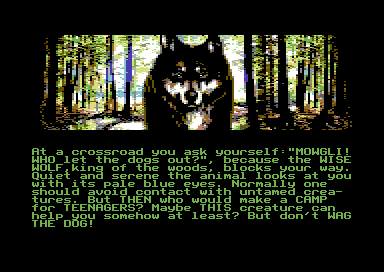 At a crossroad you ask yourself:"MOWGLI!
WHO let the dogs out?", because the WISE
WOLF,king of the woods, blocks your way.
Quiet and serene the animal looks at you
with its pale blue eyes. Normally one
should avoid contact with untamed crea-
tures. But THEN who would make a CAMP
for TEENAGERS? Maybe THIS creature can
help you somehow at least? But don't WAG
THE DOG!